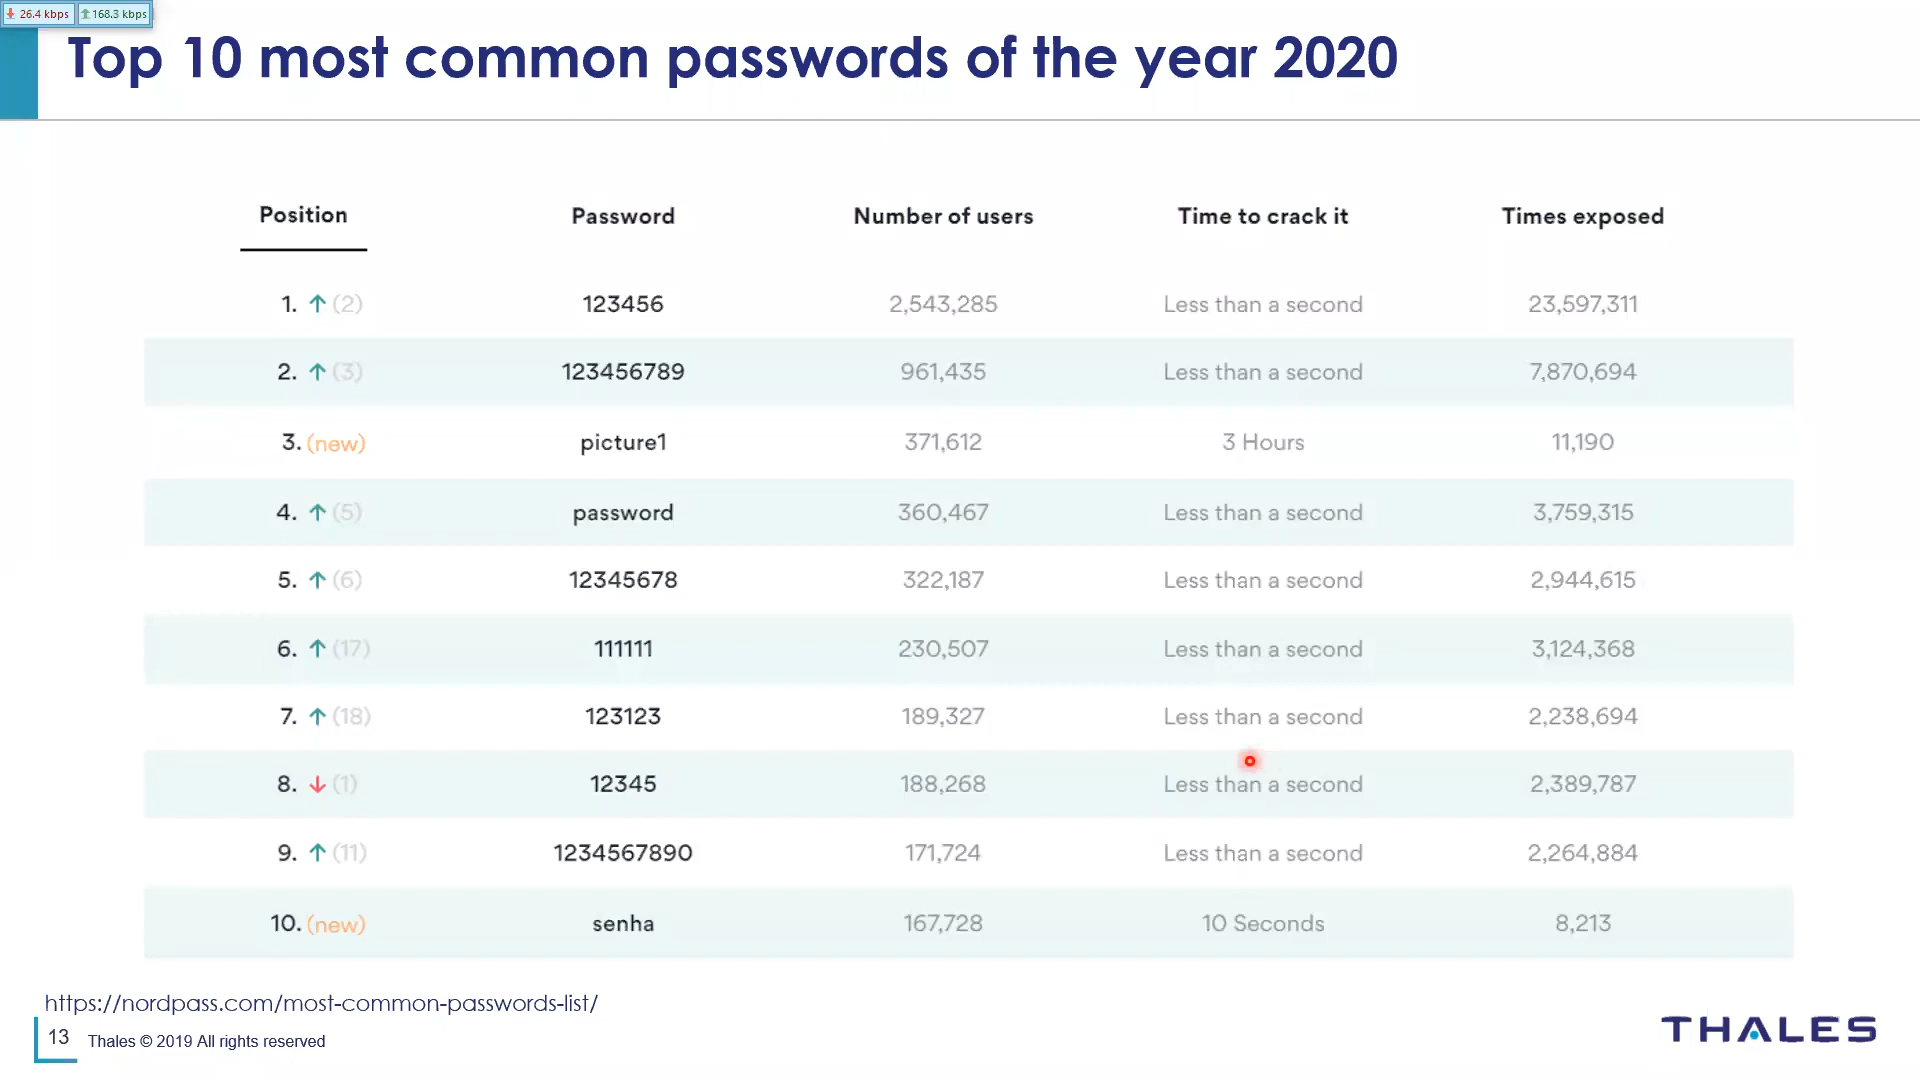 26.4 kbps 168.3 kbps
Top 10 most common passwords of the year 2020
Position Password Number of users Time to crack it Times exposed
1. ↑ (2) 123456 2,543,285 Less than a second 23,597,311
2. ↑ (3) 123456789 961,435 Less than a second 7,870,694
3. (new) picture1 371,612 3 Hours 11,190
4. ↑ (5) password 360,467 Less than a second 3,759,315
5. ↑ (6) 12345678 322,187 Less than a second 2,944,615
6. ↑ (17) 111111 230,507 Less than a second 3,124,368
7. ↑ (18) 123123 189,327 Less than a second 2,238,694
8. ↓ (1) 12345 188,268 Less than a second 2,389,787
9. ↑ (11) 1234567890 171,724 Less than a second 2,264,884
10. (new) senha 167,728 10 Seconds 8,213
https://nordpass.com/most-common-passwords-list/
13 Thales © 2019 All rights reserved
THALES